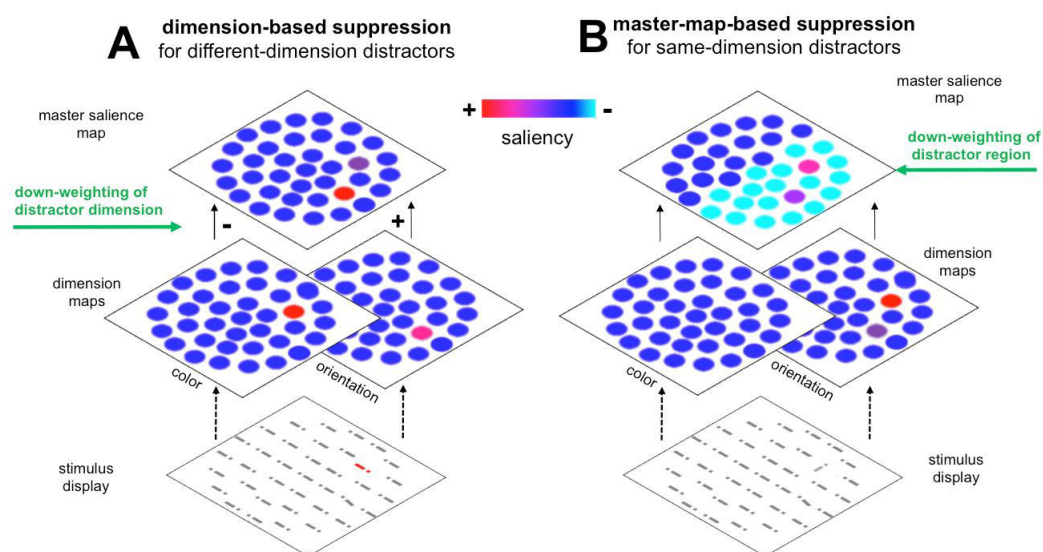 A
dimension-based suppression
for different-dimension distractors
B
master-map-based suppression
for same-dimension distractors
master salience
map
+
-
saliency
master salience
map
down-weighting of
distractor region
down-weighting of
distractor dimension
-
+
dimension
maps
dimension
maps
color
orientation
color
orientation
stimulus
display
stimulus
display